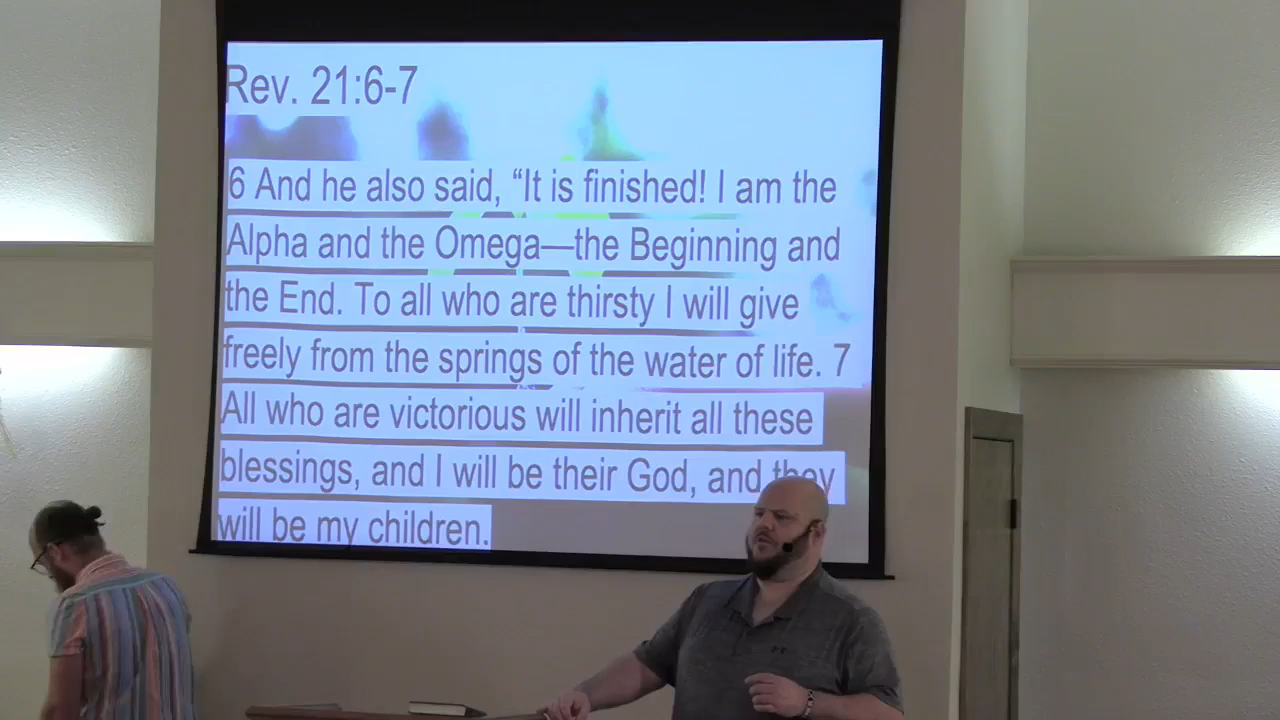 Rev. 21:6-7
6 And he also said, “It is finished! I am the
Alpha and the Omega—the Beginning and
the End. To all who are thirsty I will give
freely from the springs of the water of life. 7
All who are victorious will inherit all these
blessings, and I will be their God, and they
will be my children.